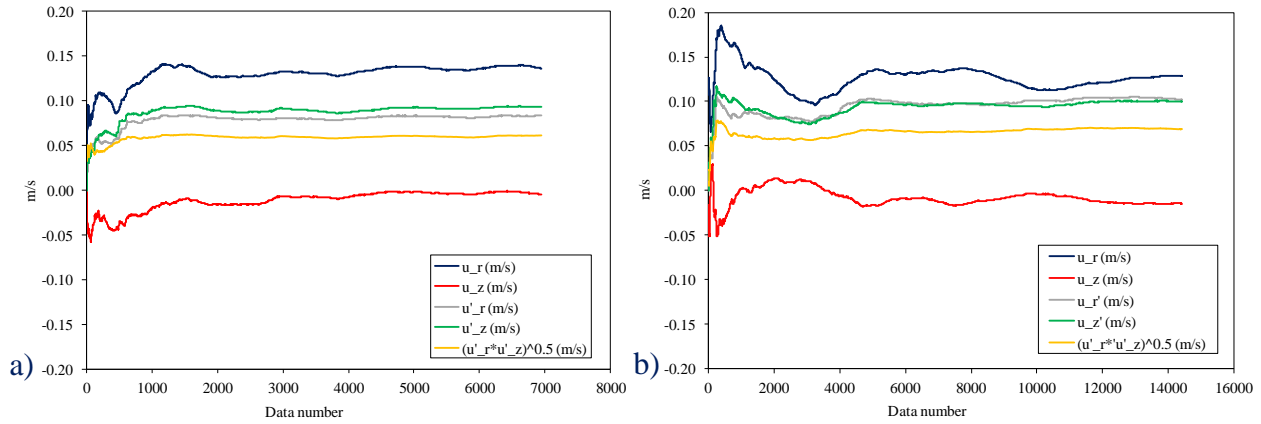 0.20
0.15
0.10
0.05
0.00
-0.05
-0.10
-0.15
-0.20
m/s
0 1000 2000 3000 4000 5000 6000 7000 8000
Data number
u_r (m/s)
u_z (m/s)
u'_r (m/s)
u'_z (m/s)
(u'_r*u'_z)^0.5 (m/s)
a)
0.20
0.15
0.10
0.05
0.00
-0.05
-0.10
-0.15
-0.20
m/s
0 2000 4000 6000 8000 10000 12000 14000 16000
Data number
u_r (m/s)
u_z (m/s)
u_r' (m/s)
u_z' (m/s)
(u'_r*'u'_z)^0.5 (m/s)
b)